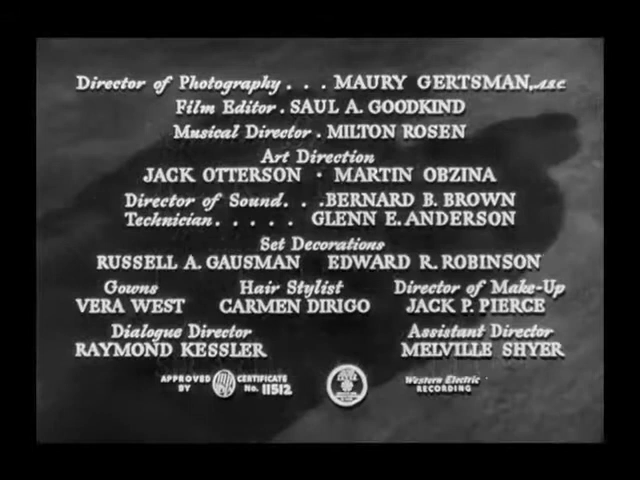 Director of Photography . . . MAURY GERTSMAN, A.S.C.
Film Editor . SAUL A. GOODKIND
Musical Director . MILTON ROSEN
Art Direction
JACK OTTERSON · MARTIN OBZINA
Director of Sound . . . BERNARD B. BROWN
Technician . . . . . GLENN E. ANDERSON
Set Decorations
RUSSELL A. GAUSMAN EDWARD R. ROBINSON
Gowns Hair Stylist Director of Make-Up
VERA WEST CARMEN DIRIGO JACK P. PIERCE
Dialogue Director Assistant Director
RAYMOND KESSLER MELVILLE SHYER
APPROVED BY CERTIFICATE No. 11512
Western Electric
RECORDING